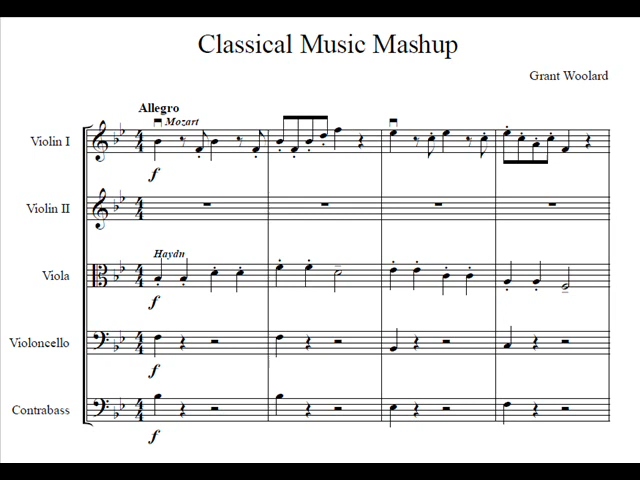 Classical Music Mashup
Grant Woolard
Allegro
Mozart
Violin I
f
Violin II
Haydn
Viola
f
Violoncello
f
Contrabass
f